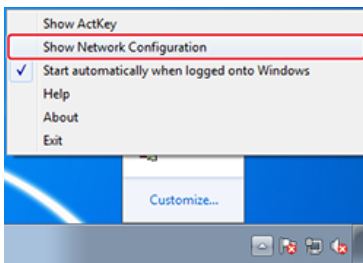 Show ActKey
Show Network Configuration
Start automatically when logged onto Windows
Help
About
Exit
Customize...